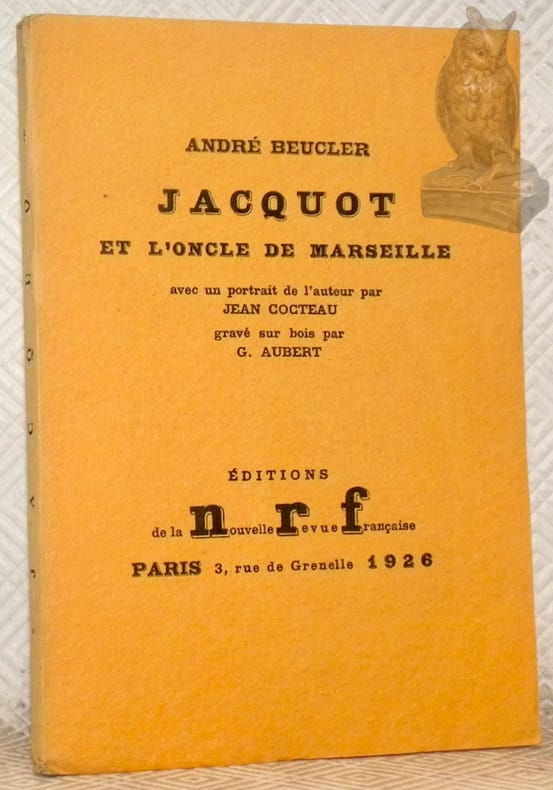 ANDRÉ BEUCLER
JACQUOT
ET L'ONCLE DE MARSEILLE
avec un portrait de l'auteur par
JEAN COCTEAU
gravé sur bois par
G. AUBERT
ÉDITIONS
de la nouvelle revue française
PARIS 3, rue de Grenelle 1926